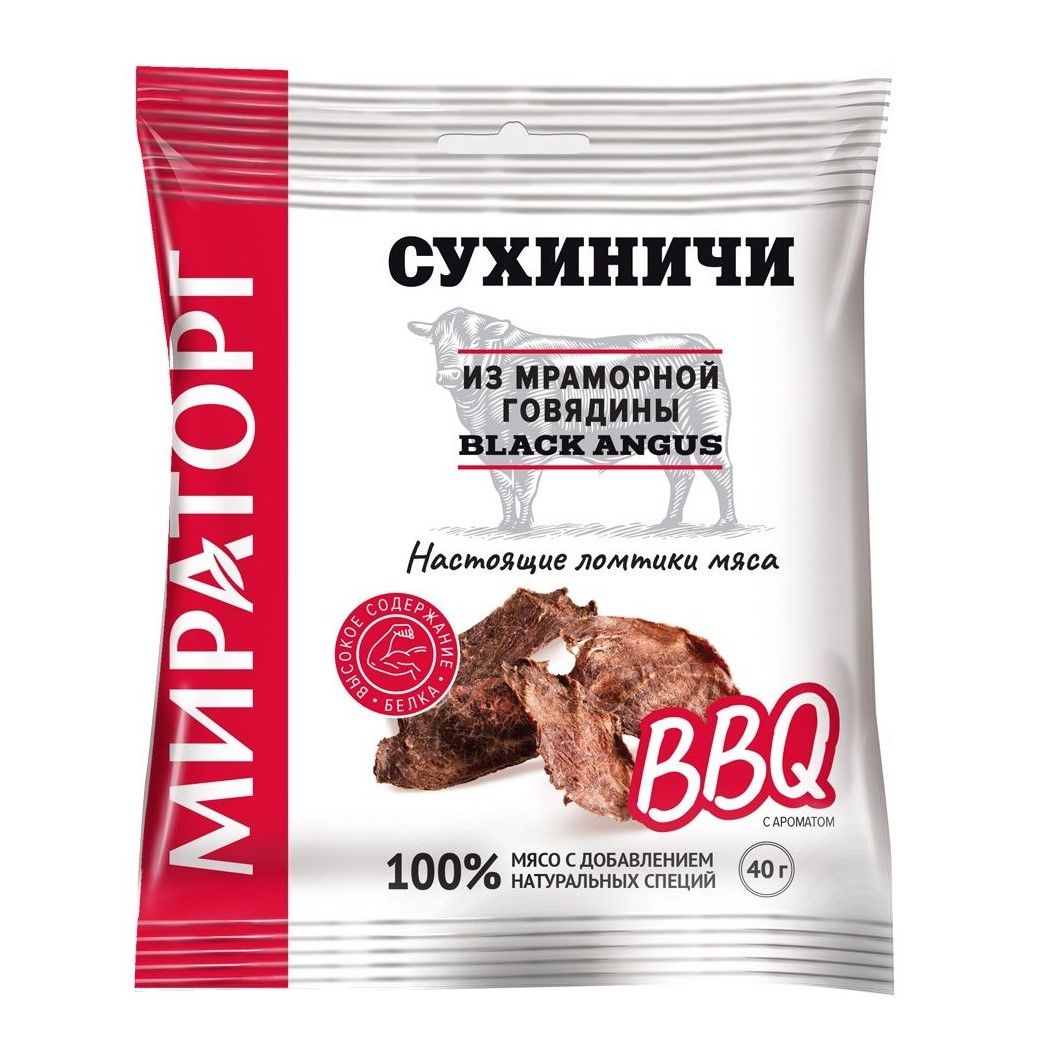 МИРАТОРГ
СУХИНИЧИ
ИЗ МРАМОРНОЙ
ГОВЯДИНЫ
BLACK ANGUS
Настоящие ломтики мяса
ВЫСОКОЕ СОДЕРЖАНИЕ
• БЕЛКА •
BBQ
С АРОМАТОМ
100% МЯСО С ДОБАВЛЕНИЕМ
НАТУРАЛЬНЫХ СПЕЦИЙ
40 г